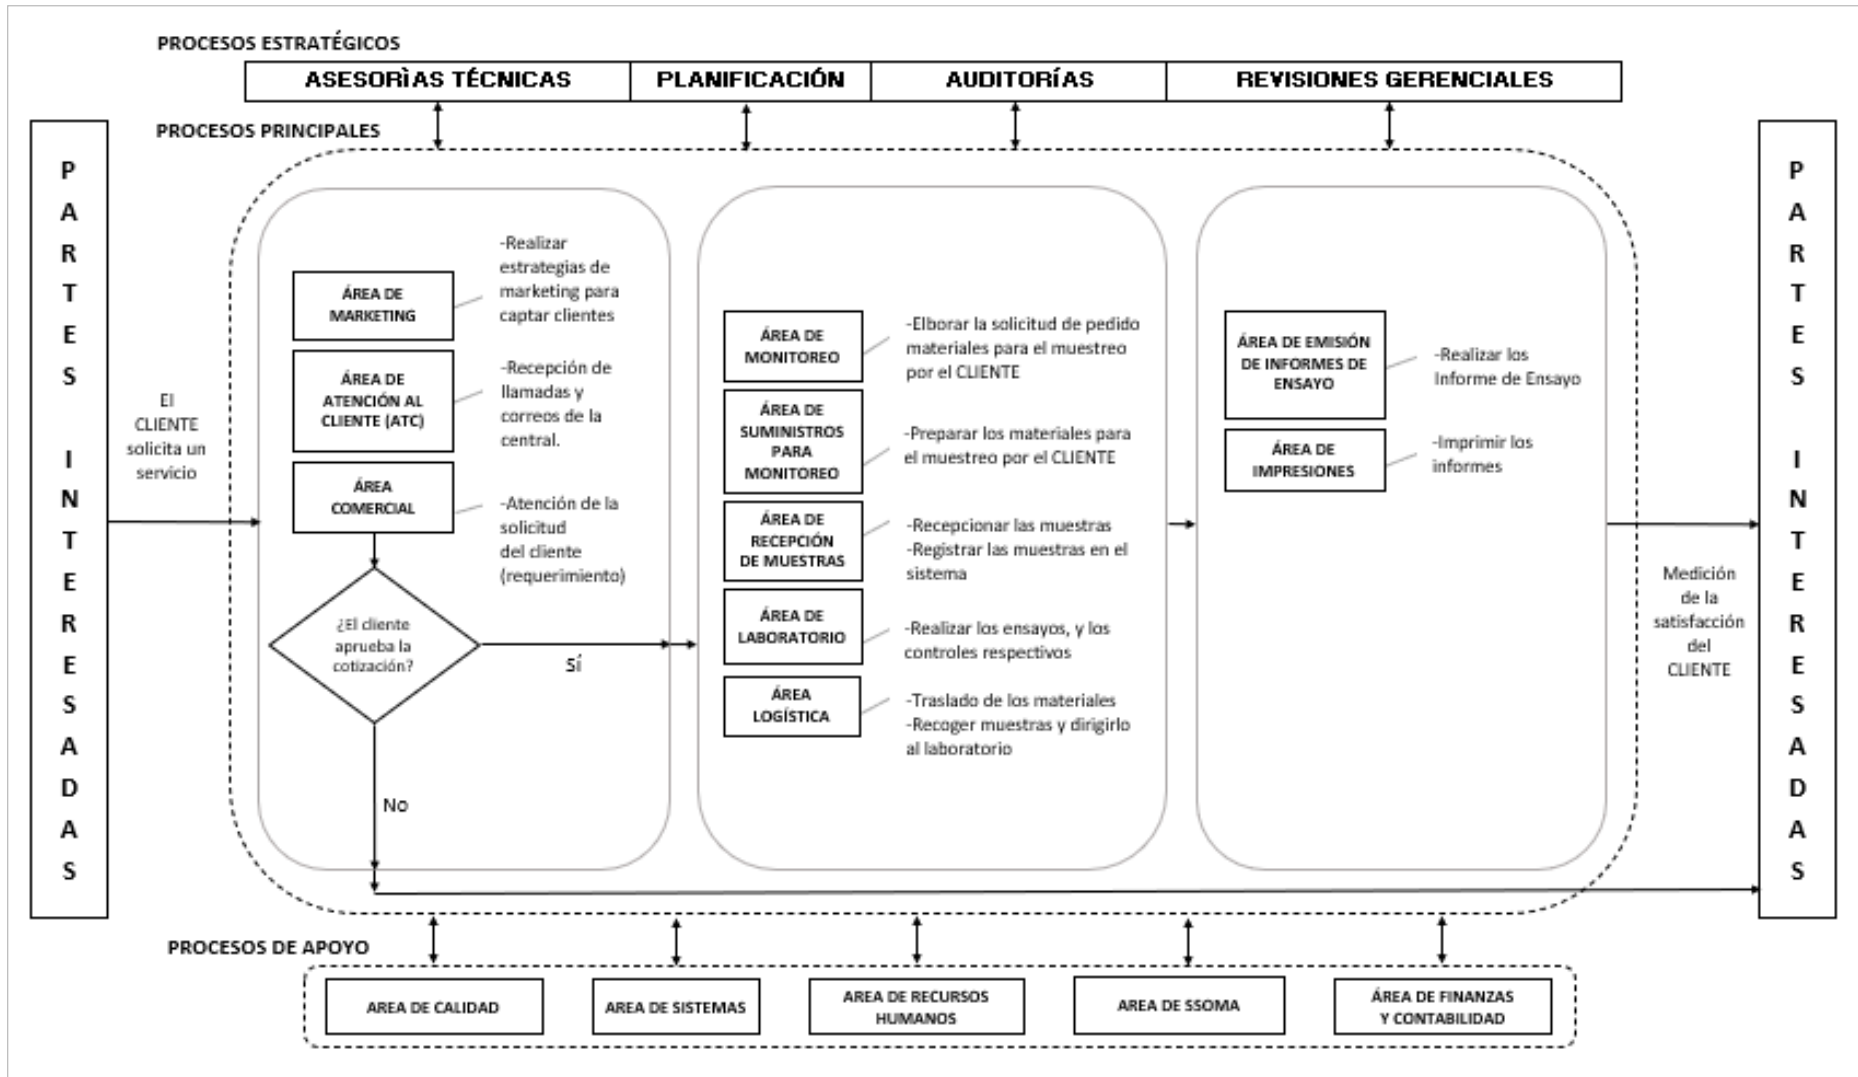 PROCESOS ESTRATÉGICOS
ASESORÌAS TÉCNICAS
PLANIFICACIÓN
AUDITORÍAS
REVISIONES GERENCIALES
PROCESOS PRINCIPALES
P
A
R
T
E
S
I
N
T
E
R
E
S
A
D
A
S
El
CLIENTE
solicita un
servicio
ÁREA DE
MARKETING
-Realizar
estrategias de
marketing para
captar clientes
ÁREA DE
ATENCIÓN AL
CLIENTE (ATC)
-Recepción de
llamadas y
correos de la
central.
ÁREA
COMERCIAL
-Atención de la
solicitud
del cliente
(requerimiento)
¿El cliente
aprueba la
cotización?
Sí
No
ÁREA DE
MONITOREO
-Elborar la solicitud de pedido
materiales para el muestreo
por el CLIENTE
ÁREA DE
SUMINISTROS
PARA
MONITOREO
-Preparar los materiales para
el muestreo por el CLIENTE
ÁREA DE
RECEPCIÓN
DE MUESTRAS
-Recepcionar las muestras
-Registrar las muestras en el
sistema
ÁREA DE
LABORATORIO
-Realizar los ensayos, y los
controles respectivos
ÁREA
LOGÍSTICA
-Traslado de los materiales
-Recoger muestras y dirigirlo
al laboratorio
ÁREA DE EMISIÓN
DE INFORMES DE
ENSAYO
-Realizar los
Informe de Ensayo
ÁREA DE
IMPRESIONES
-Imprimir los
informes
Medición
de la
satisfacción
del
CLIENTE
P
A
R
T
E
S
I
N
T
E
R
E
S
A
D
A
S
PROCESOS DE APOYO
AREA DE CALIDAD
AREA DE SISTEMAS
AREA DE RECURSOS
HUMANOS
AREA DE SSOMA
ÁREA DE FINANZAS
Y CONTABILIDAD